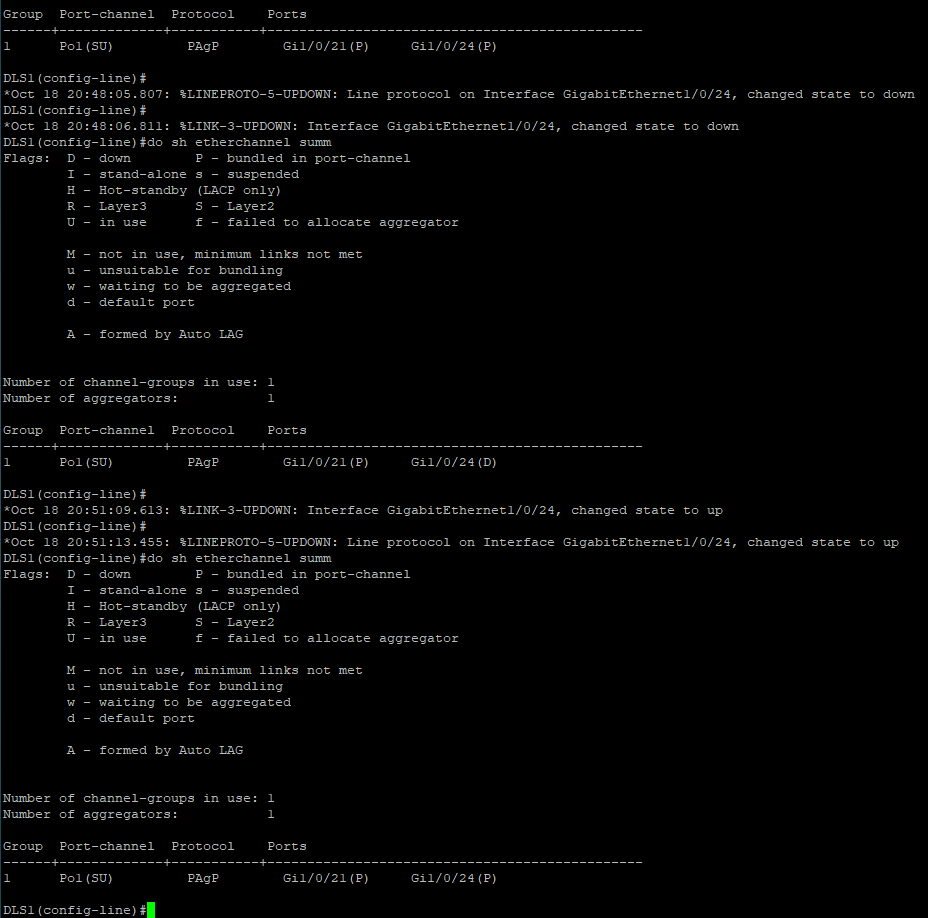 Group  Port-channel  Protocol    Ports
------+-------------+-----------+-----------------------------------------------
1      Po1(SU)         PAgP        Gi1/0/21(P)     Gi1/0/24(P)
DLS1(config-line)#
*Oct 18 20:48:05.807: %LINEPROTO-5-UPDOWN: Line protocol on Interface GigabitEthernet1/0/24, changed state to down
DLS1(config-line)#
*Oct 18 20:48:06.811: %LINK-3-UPDOWN: Interface GigabitEthernet1/0/24, changed state to down
DLS1(config-line)#do sh etherchannel summ
Flags:  D - down        P - bundled in port-channel
        I - stand-alone s - suspended
        H - Hot-standby (LACP only)
        R - Layer3      S - Layer2
        U - in use      f - failed to allocate aggregator
        M - not in use, minimum links not met
        u - unsuitable for bundling
        w - waiting to be aggregated
        d - default port
        A - formed by Auto LAG
Number of channel-groups in use: 1
Number of aggregators:           1
Group  Port-channel  Protocol    Ports
------+-------------+-----------+-----------------------------------------------
1      Po1(SU)         PAgP        Gi1/0/21(P)     Gi1/0/24(D)
DLS1(config-line)#
*Oct 18 20:51:09.613: %LINK-3-UPDOWN: Interface GigabitEthernet1/0/24, changed state to up
DLS1(config-line)#
*Oct 18 20:51:13.455: %LINEPROTO-5-UPDOWN: Line protocol on Interface GigabitEthernet1/0/24, changed state to up
DLS1(config-line)#do sh etherchannel summ
Flags:  D - down        P - bundled in port-channel
        I - stand-alone s - suspended
        H - Hot-standby (LACP only)
        R - Layer3      S - Layer2
        U - in use      f - failed to allocate aggregator
        M - not in use, minimum links not met
        u - unsuitable for bundling
        w - waiting to be aggregated
        d - default port
        A - formed by Auto LAG
Number of channel-groups in use: 1
Number of aggregators:           1
Group  Port-channel  Protocol    Ports
------+-------------+-----------+-----------------------------------------------
1      Po1(SU)         PAgP        Gi1/0/21(P)     Gi1/0/24(P)
DLS1(config-line)#